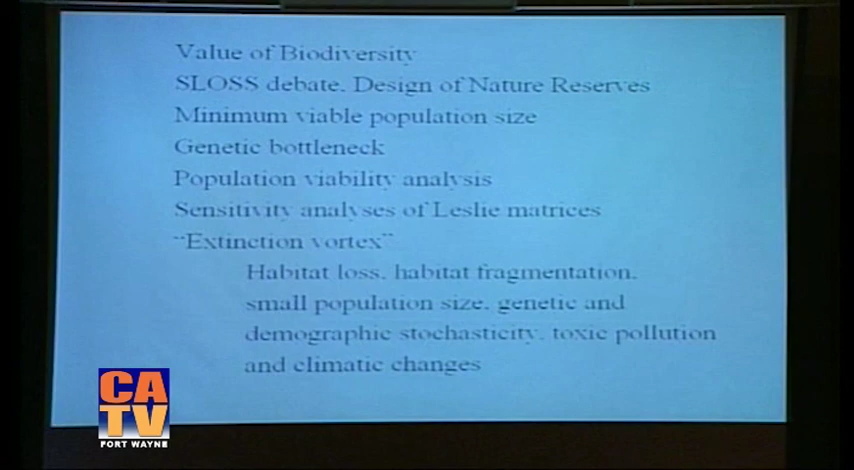 Value of Biodiversity
SLOSS debate. Design of Nature Reserves
Minimum viable population size
Genetic bottleneck
Population viability analysis
Sensitivity analyses of Leslie matrices
"Extinction vortex"
Habitat loss, habitat fragmentation,
small population size, genetic and
demographic stochasticity, toxic pollution
and climatic changes
CA
TV
FORT WAYNE